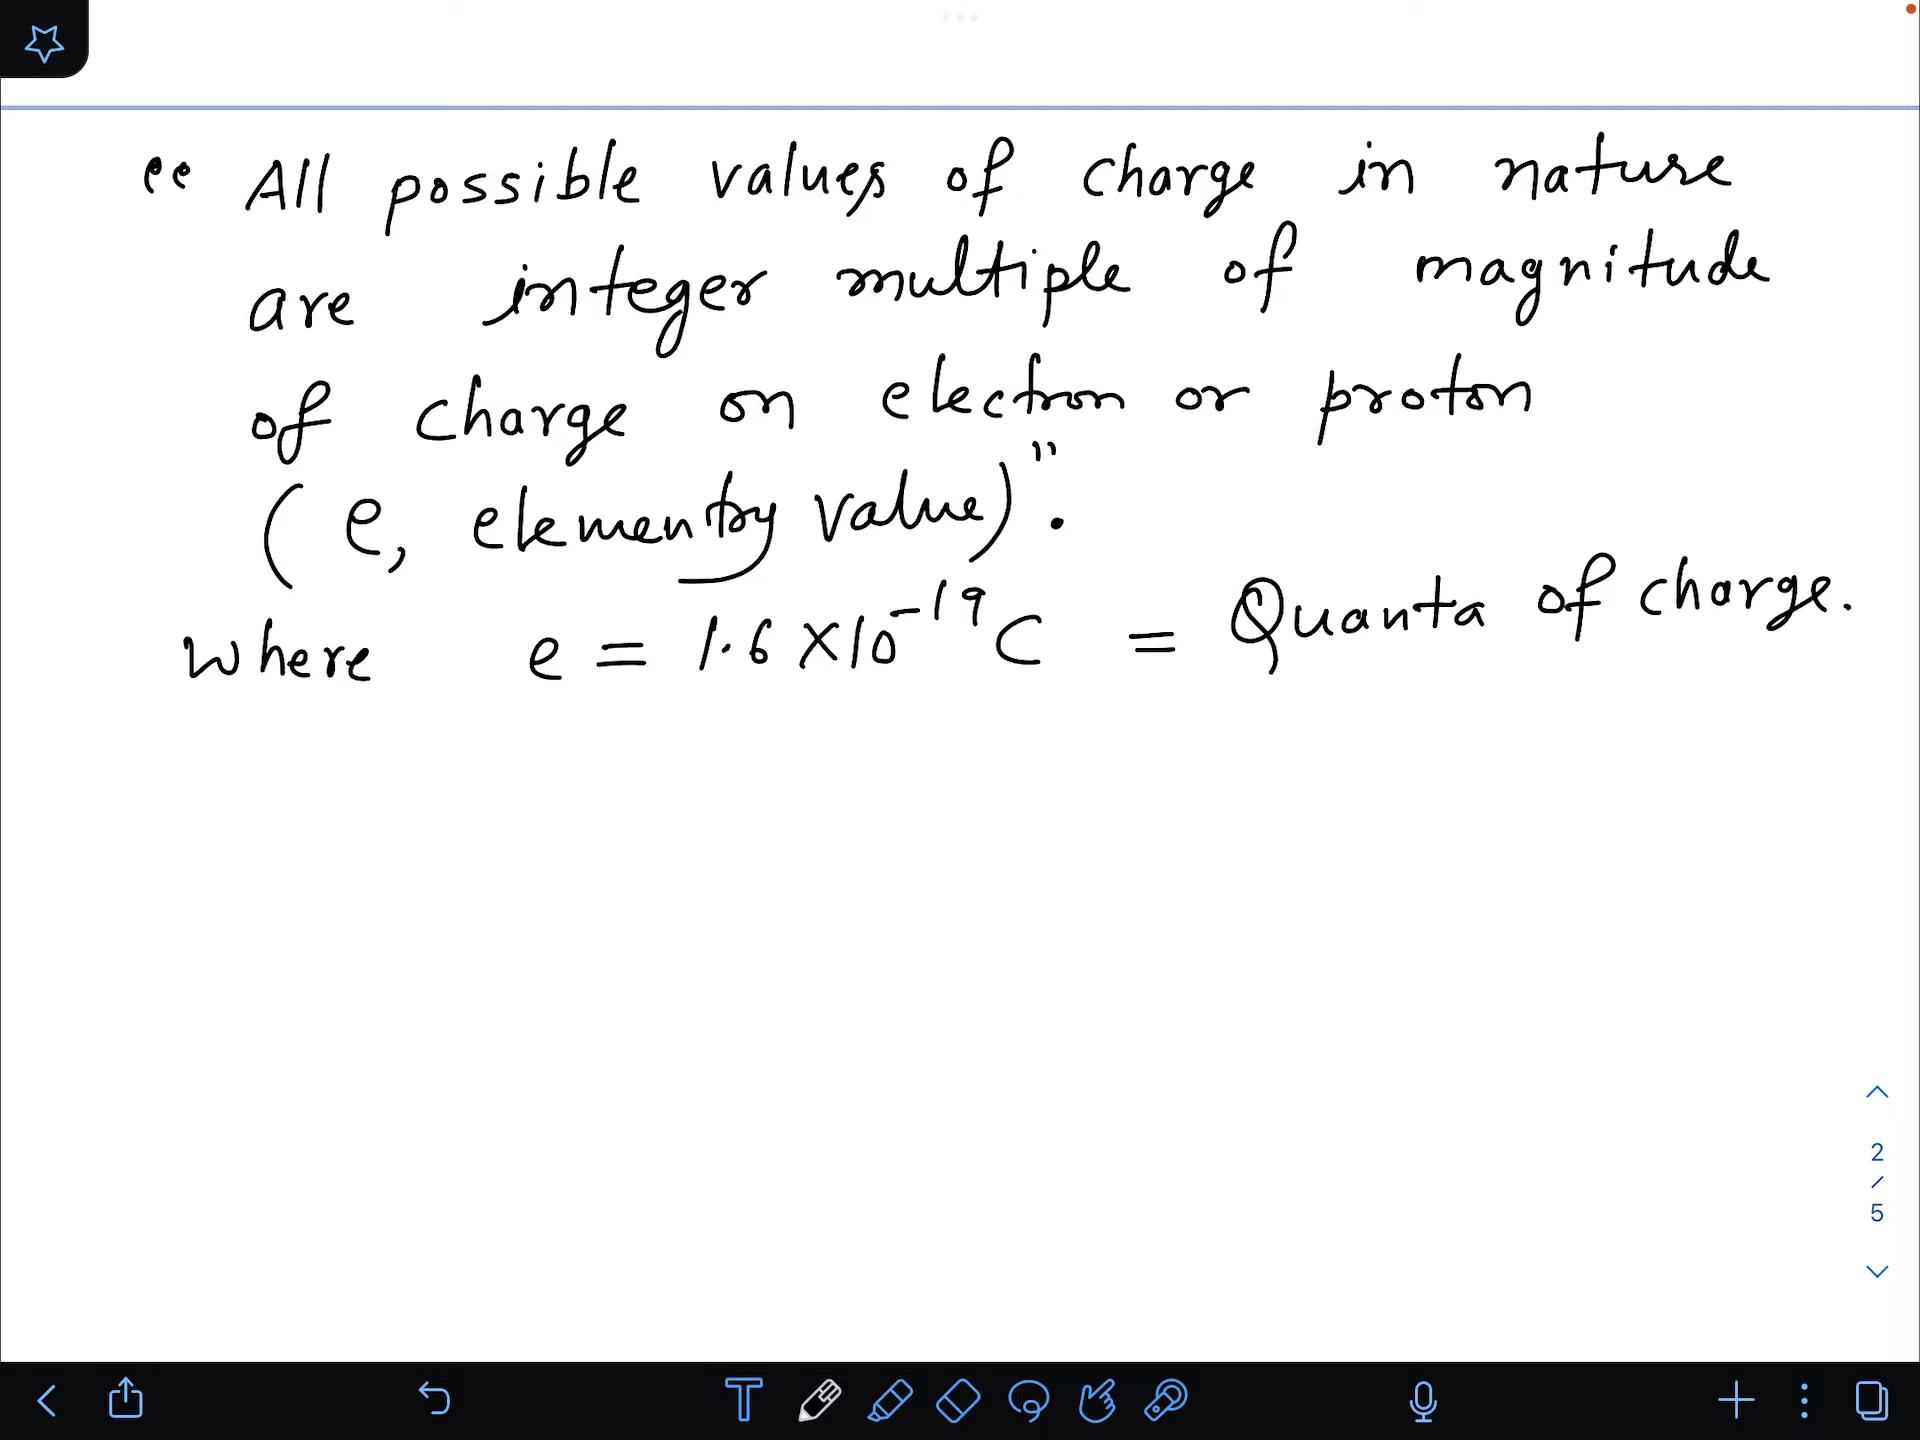 “ All possible values of charge in nature
are integer multiple of magnitude
of charge on electron or proton
( e, elementry value)”.
where e = 1.6 X10⁻¹⁹ C = Quanta of charge.
2
/
5
T